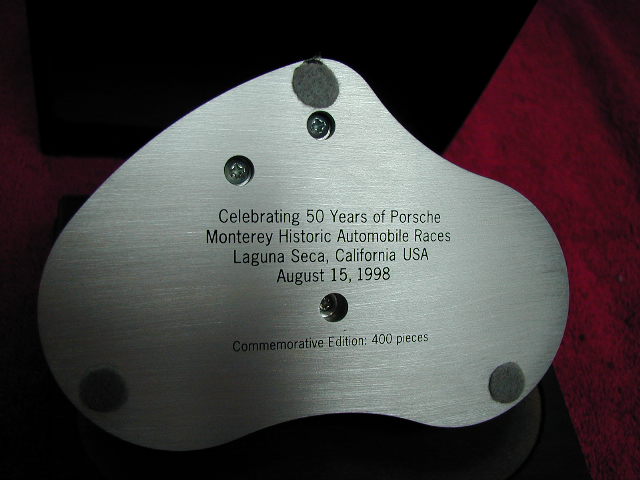 Celebrating 50 Years of Porsche
Monterey Historic Automobile Races
Laguna Seca, California USA
August 15, 1998
Commemorative Edition: 400 pieces